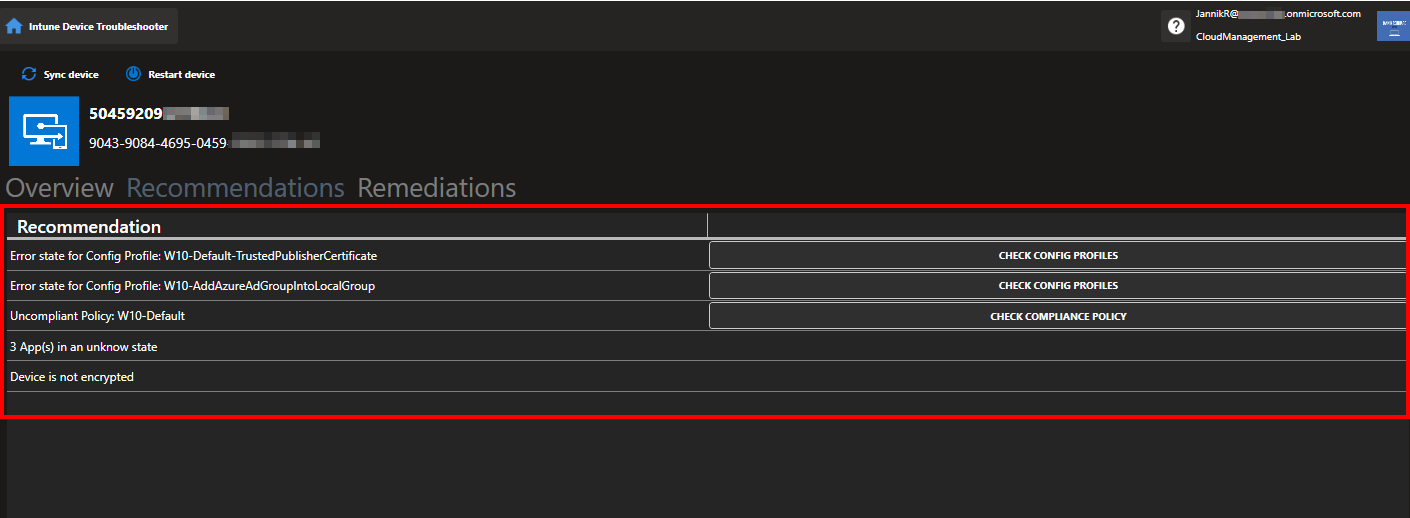 Intune Device Troubleshooter
JannikR@ .onmicrosoft.com
CloudManagement_Lab
Sync device
Restart device
50459209
9043-9084-4695-0459-
Overview Recommendations Remediations
Recommendation
Error state for Config Profile: W10-Default-TrustedPublisherCertificate CHECK CONFIG PROFILES
Error state for Config Profile: W10-AddAzureAdGroupIntoLocalGroup CHECK CONFIG PROFILES
Uncompliant Policy: W10-Default CHECK COMPLIANCE POLICY
3 App(s) in an unknow state
Device is not encrypted